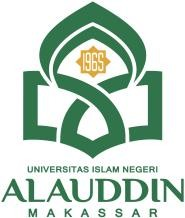 1965
UNIVERSITAS ISLAM NEGERI
ALAUDDIN
MAKASSAR